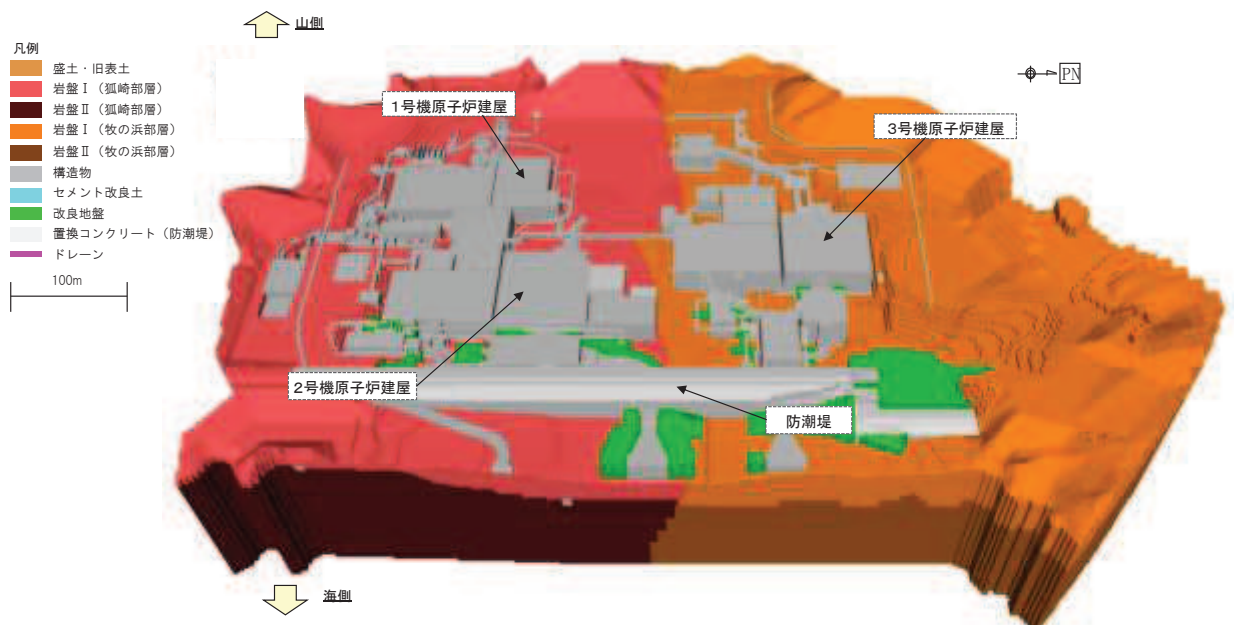 山側
凡例
盛土・旧表土
岩盤Ⅰ（狐崎部層）
岩盤Ⅱ（狐崎部層）
岩盤Ⅰ（牧の浜部層）
岩盤Ⅱ（牧の浜部層）
構造物
セメント改良土
改良地盤
置換コンクリート（防潮堤）
ドレーン
100m
PN
1号機原子炉建屋
3号機原子炉建屋
2号機原子炉建屋
防潮堤
海側